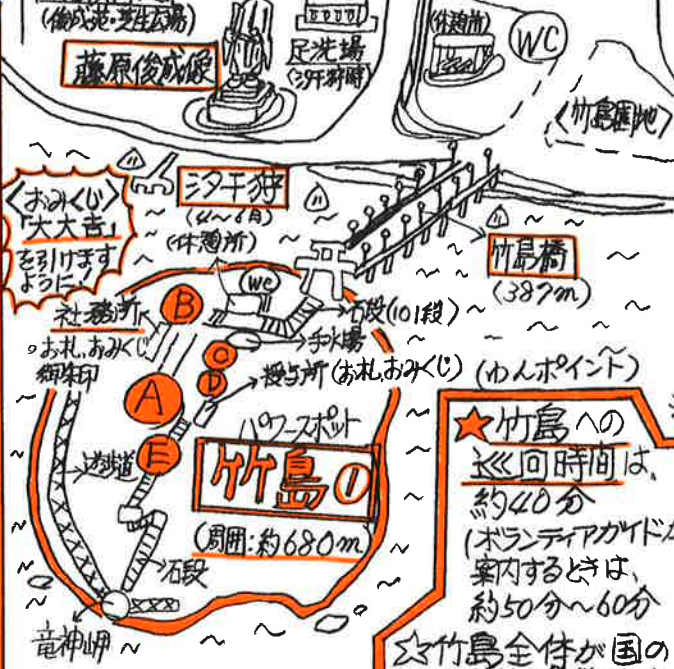 (俊成苑・芝生広場)
藤原俊成像
足洗場
(汐干狩時)
(休憩所)
WC
〈竹島園地〉
〈おみくじ〉
「大大吉」
を引けます
ように!
汐干狩
(4〜6月)
(休憩所)
WC
竹島橋
(387m)
社務所
お札、おみくじ
御朱印
B
石段(101段)
手水場
C
D
授与所(お札、おみくじ)
A
E
遊歩道
パワースポット
竹島①
(周囲:約680m)
石段
竜神岬
(わんポイント)
★竹島への
巡回時間は、
約40分
(ボランティアガイドが
案内するときは、
約50分〜60分
☆竹島全体が国の